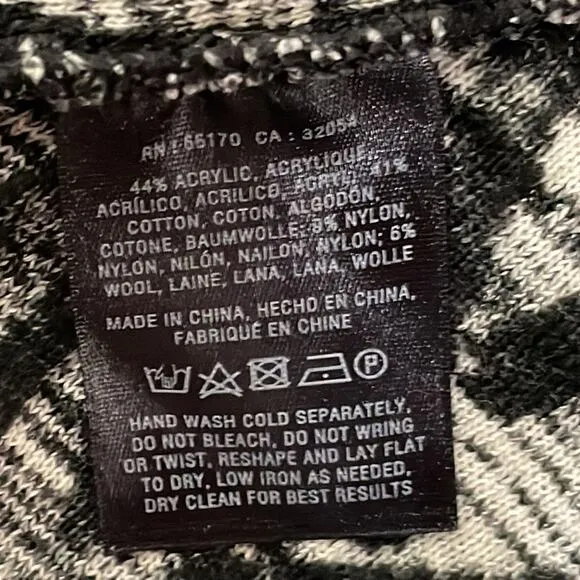 RN : 66170 CA : 32054
44% ACRYLIC, ACRYLIQUE,
ACRÍLICO, ACRILICO, ACRYL; 41%
COTTON, COTON, ALGODÓN,
COTONE, BAUMWOLLE; 9% NYLON,
NYLÓN, NILÓN, NAILON, NYLON; 6%
WOOL, LAINE, LANA, LANA, WOLLE
MADE IN CHINA, HECHO EN CHINA,
FABRIQUÉ EN CHINE
P
HAND WASH COLD SEPARATELY,
DO NOT BLEACH, DO NOT WRING
OR TWIST, RESHAPE AND LAY FLAT
TO DRY, LOW IRON AS NEEDED,
DRY CLEAN FOR BEST RESULTS